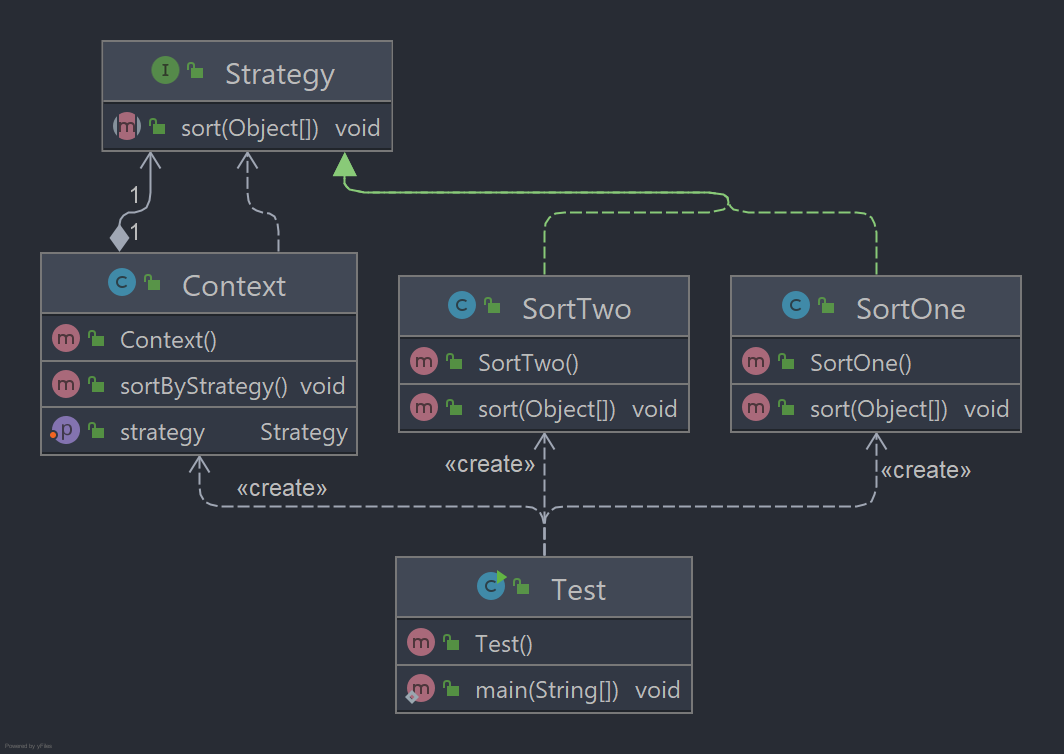 Strategy
sort(Object[]) void
1
1
Context
Context()
sortByStrategy() void
strategy Strategy
SortTwo
SortTwo()
sort(Object[]) void
SortOne
SortOne()
sort(Object[]) void
«create»
«create»
«create»
Test
Test()
main(String[]) void
Powered by yFiles